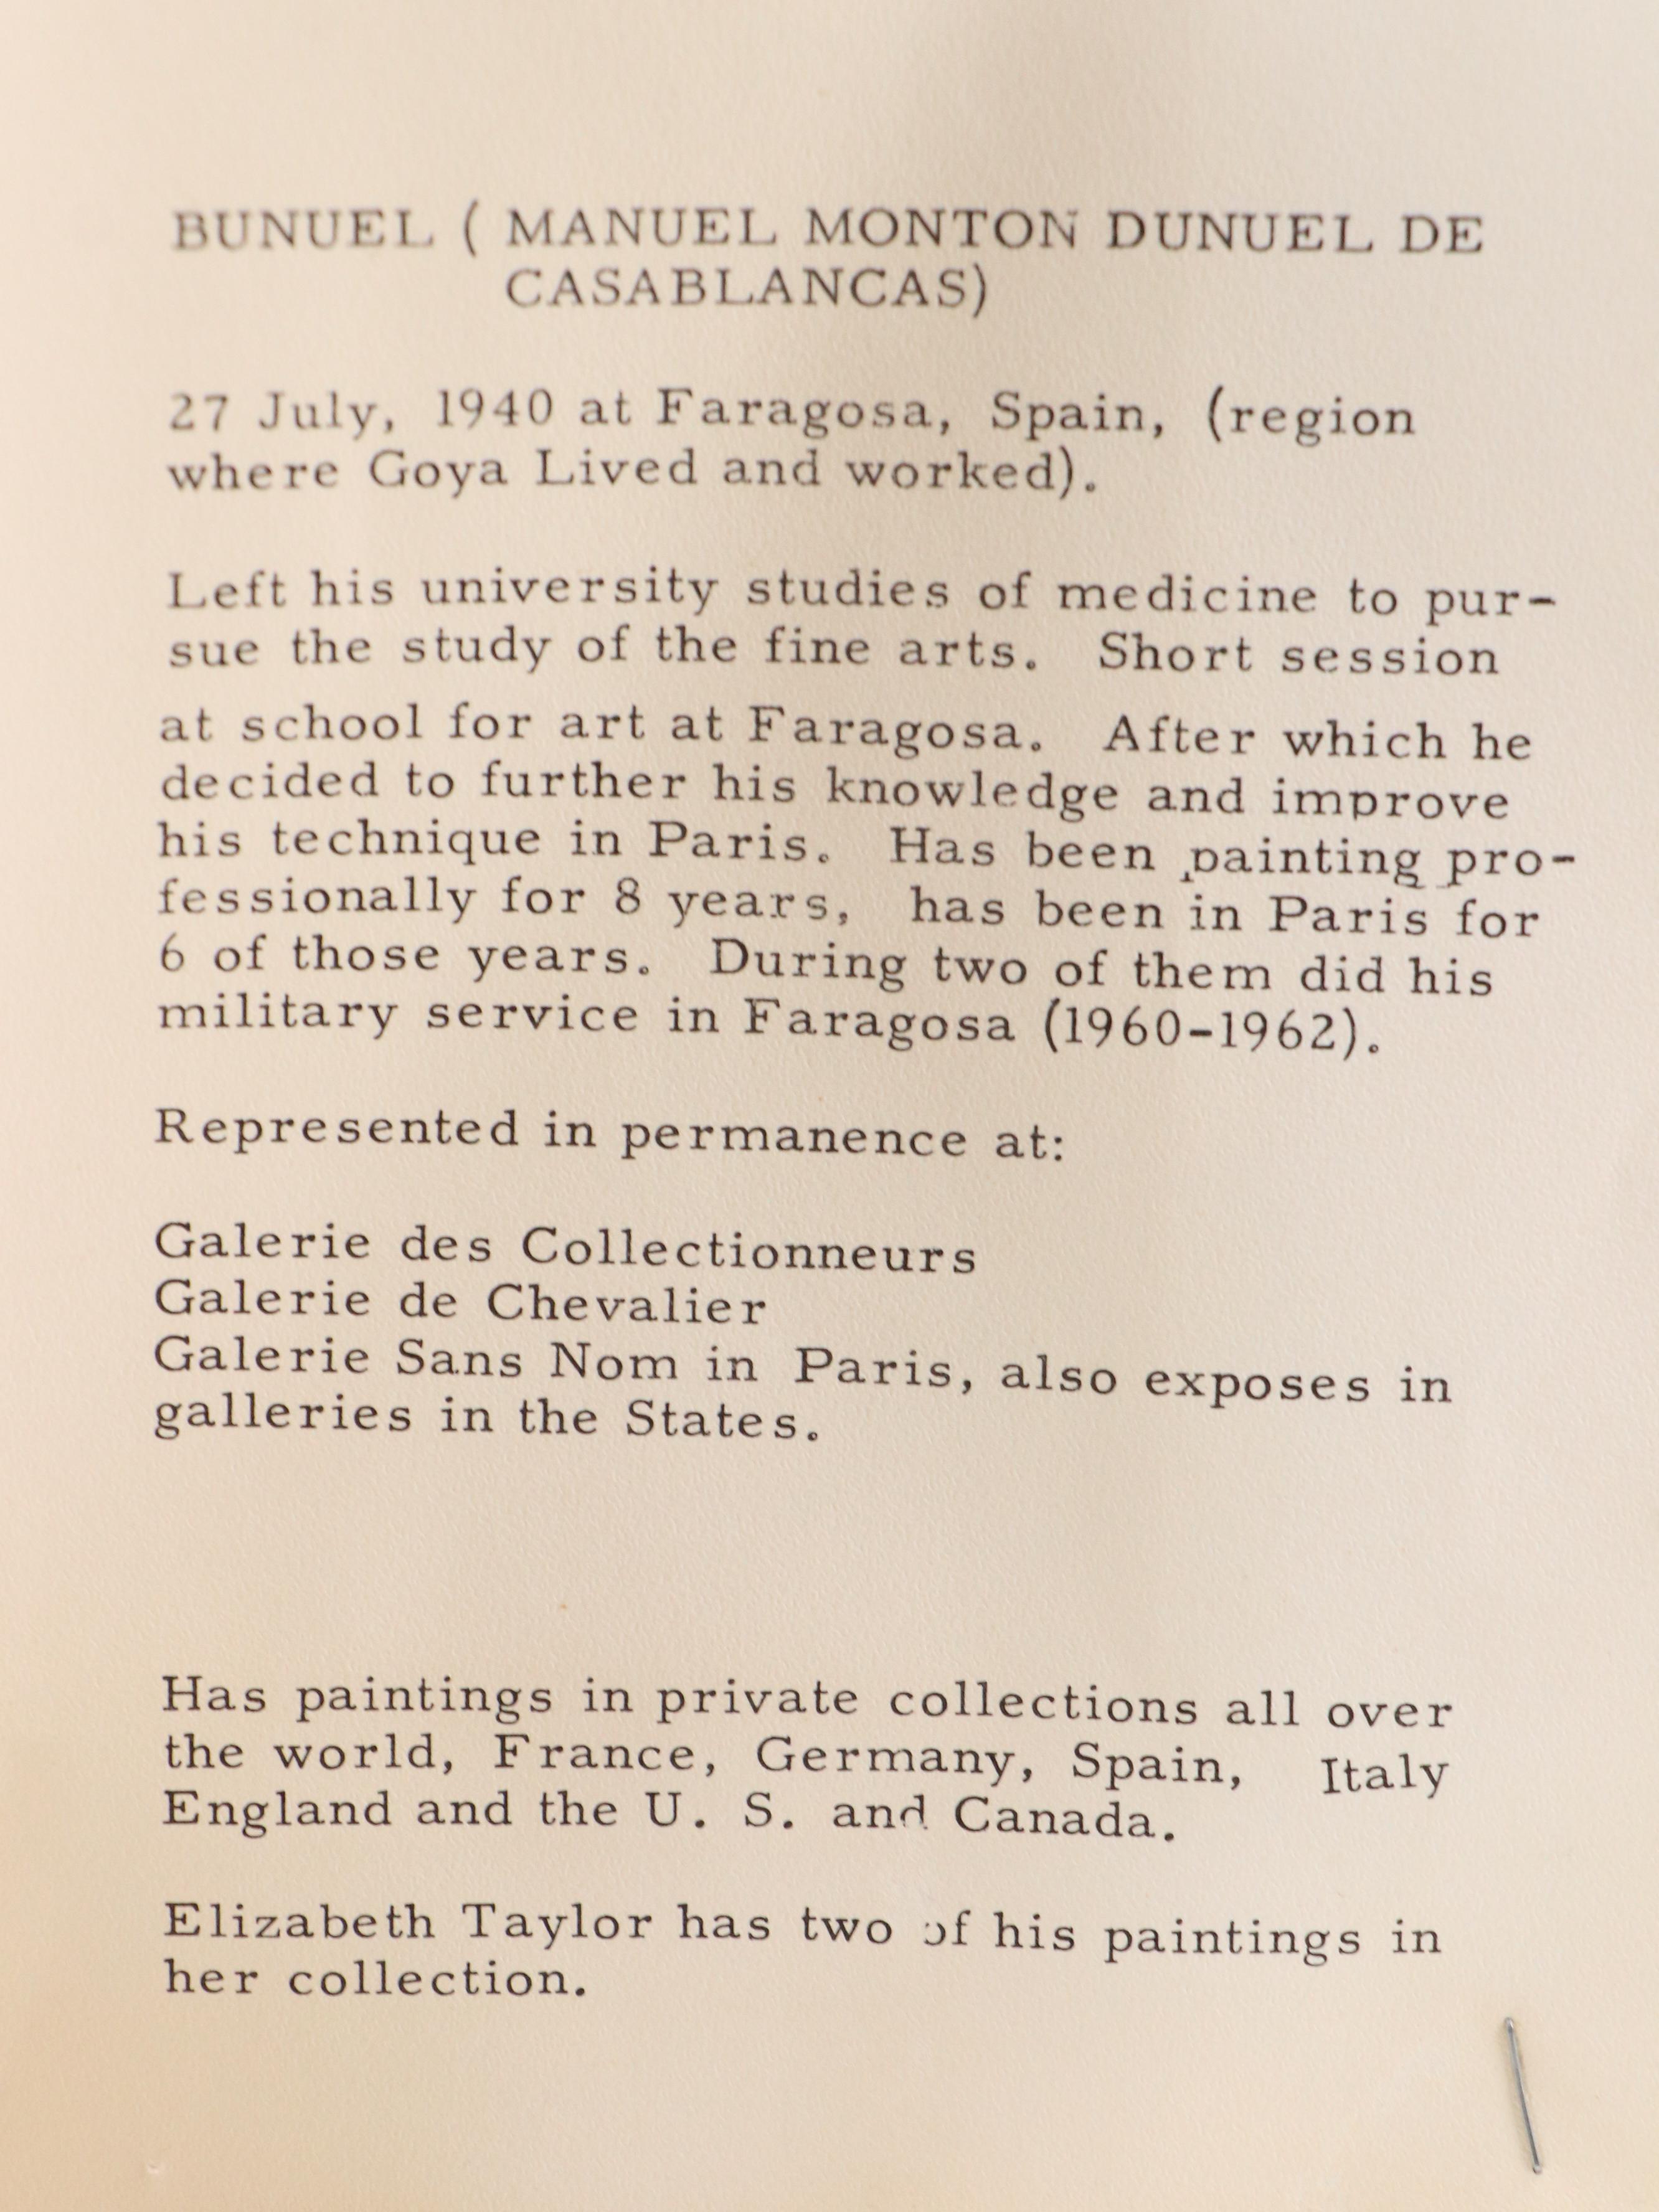 BUNUEL ( MANUEL MONTON DUNUEL DE
CASABLANCAS)
27 July, 1940 at Faragosa, Spain, (region
where Goya Lived and worked).
Left his university studies of medicine to pur-
sue the study of the fine arts. Short session
at school for art at Faragosa. After which he
decided to further his knowledge and improve
his technique in Paris. Has been painting pro-
fessionally for 8 years, has been in Paris for
6 of those years. During two of them did his
military service in Faragosa (1960-1962).
Represented in permanence at:
Galerie des Collectionneurs
Galerie de Chevalier
Galerie Sans Nom in Paris, also exposes in
galleries in the States.
Has paintings in private collections all over
the world, France, Germany, Spain, Italy
England and the U. S. and Canada.
Elizabeth Taylor has two of his paintings in
her collection.